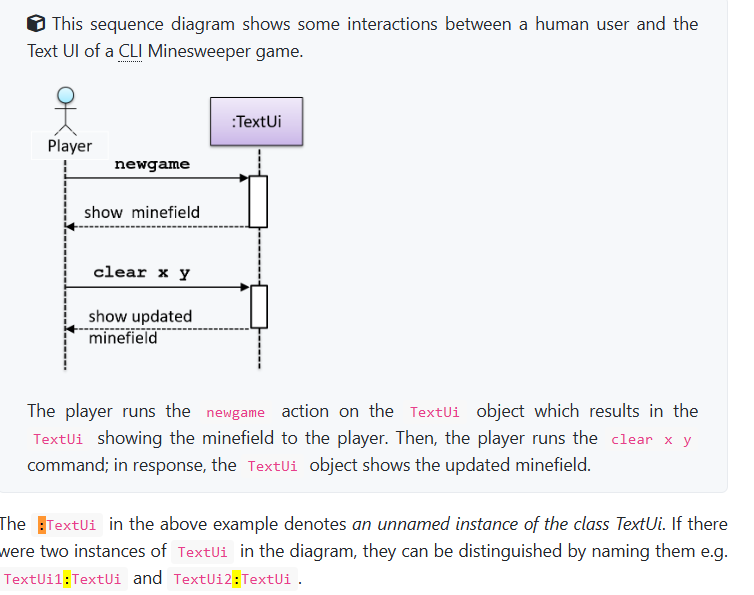 This sequence diagram shows some interactions between a human user and the
Text UI of a CLI Minesweeper game.
:TextUi
Player
newgame
show minefield
clear x y
show updated
minefield
The player runs the newgame action on the TextUi object which results in the
TextUi showing the minefield to the player. Then, the player runs the clear x y
command; in response, the TextUi object shows the updated minefield.
The :TextUi in the above example denotes an unnamed instance of the class TextUi. If there
were two instances of TextUi in the diagram, they can be distinguished by naming them e.g.
TextUi1:TextUi and TextUi2:TextUi .